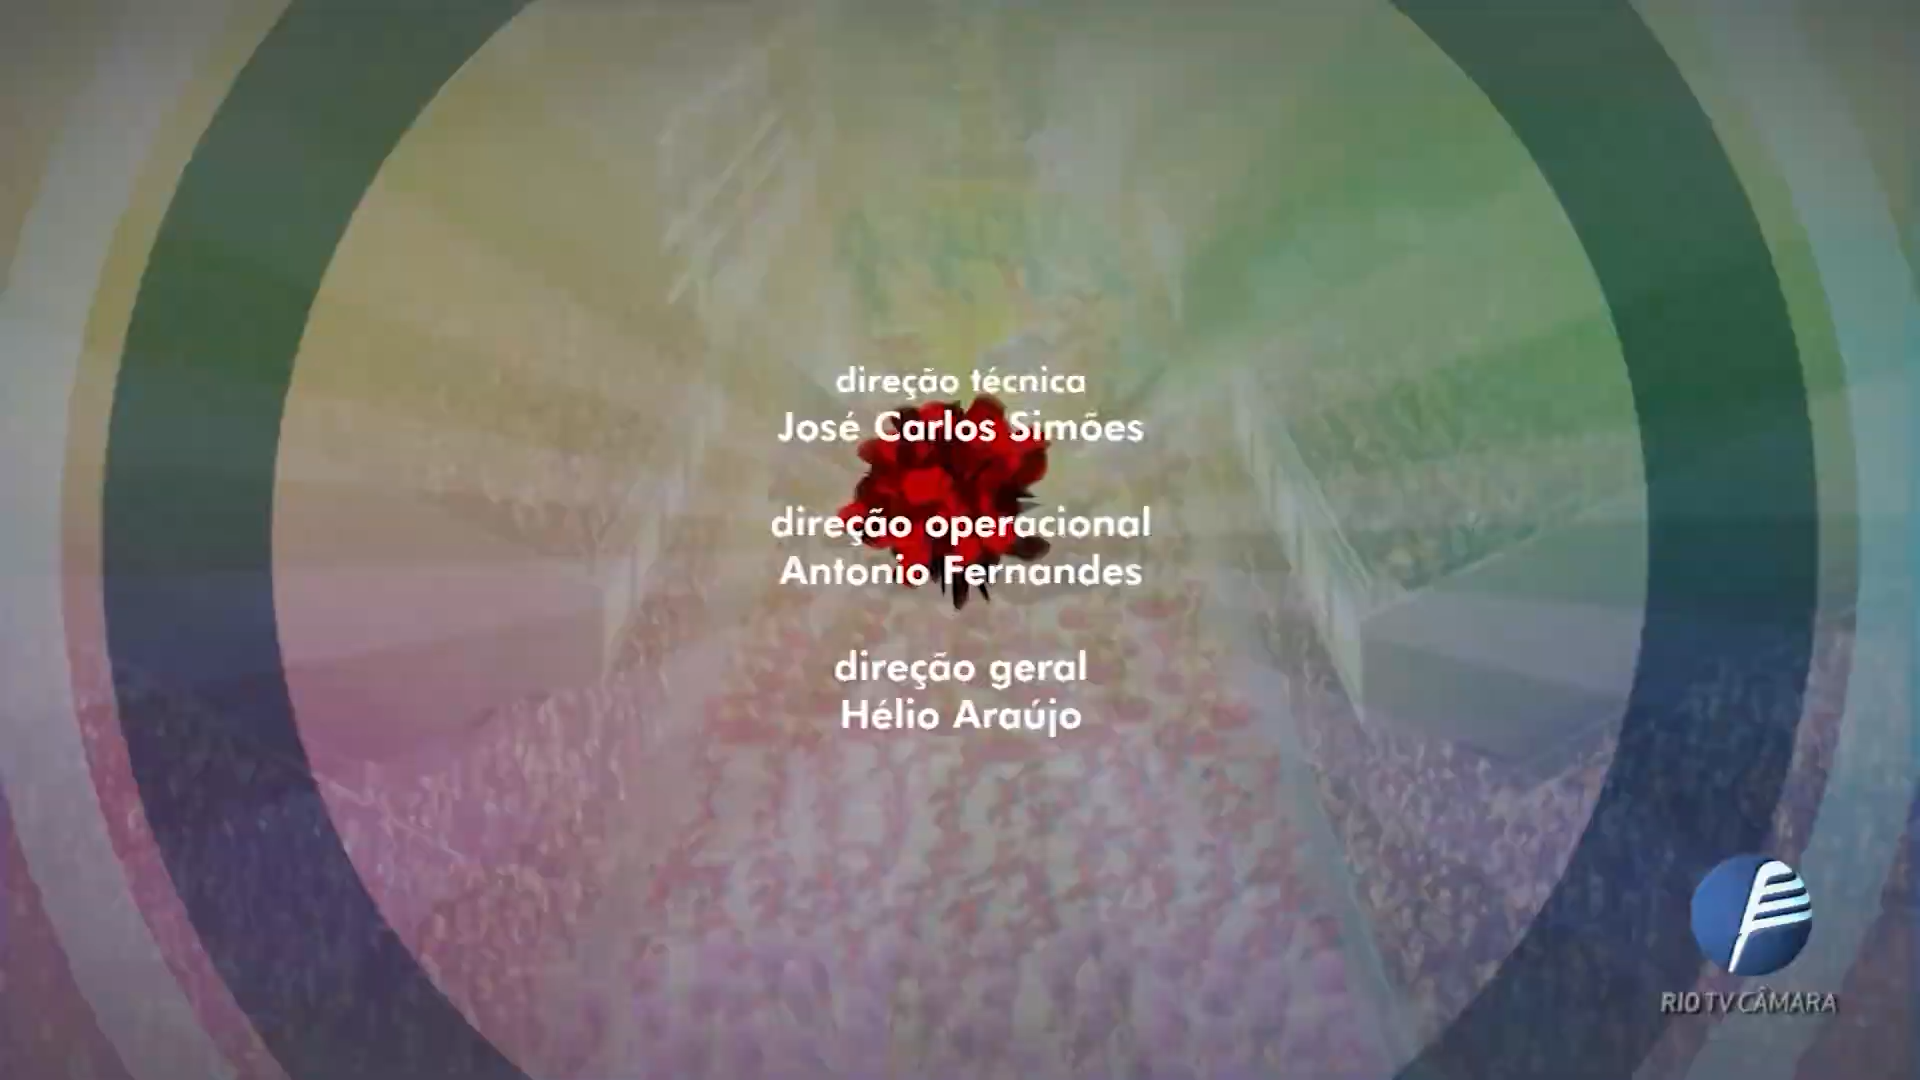 direção técnica
José Carlos Simões
direção operacional
Antonio Fernandes
direção geral
Hélio Araújo
RIO TV CÂMARA